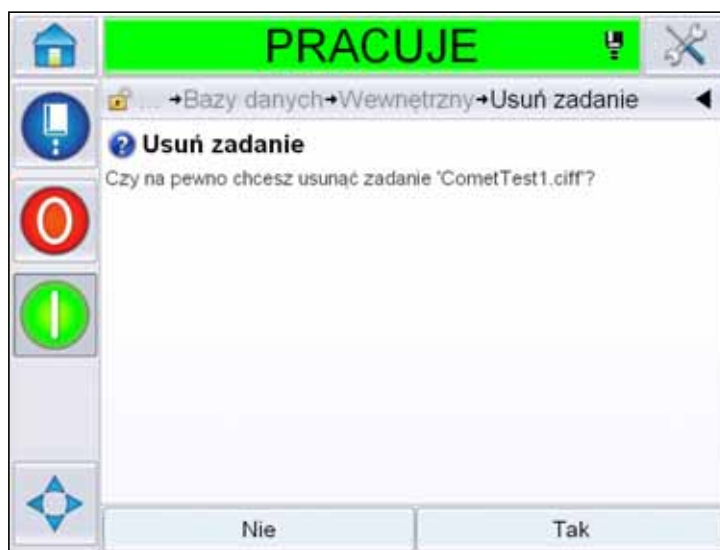 PRACUJE
... →Bazy danych→Wewnętrzny→Usuń zadanie
Usuń zadanie
Czy na pewno chcesz usunąć zadanie 'CometTest1.ciff'?
Nie
Tak